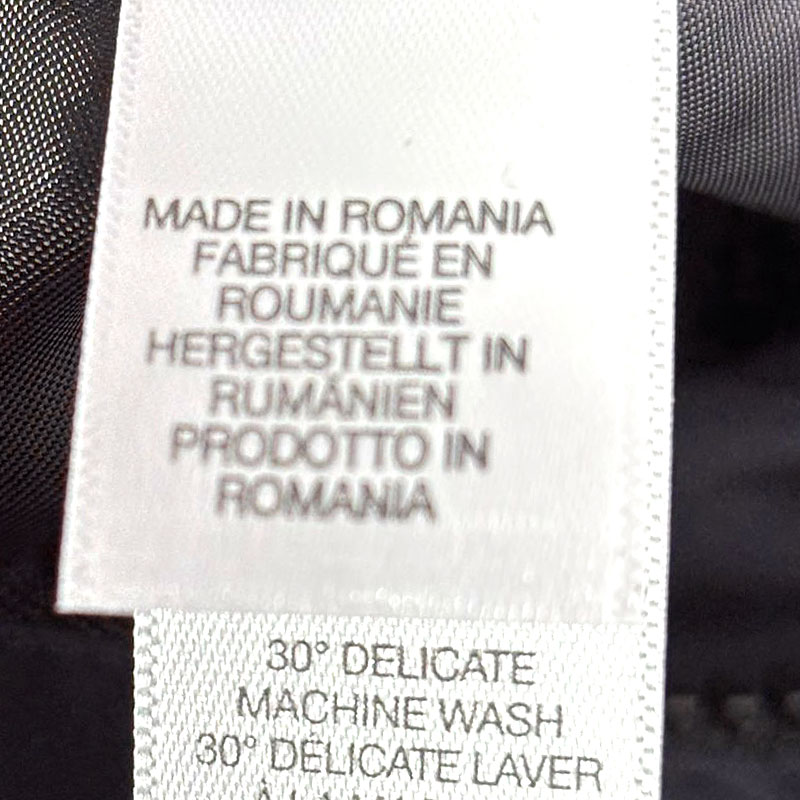 MADE IN ROMANIA
FABRIQUÉ EN
ROUMANIE
HERGESTELLT IN
RUMÄNIEN
PRODOTTO IN
ROMANIA
30° DELICATE
MACHINE WASH
30° DÉLICATE LAVER